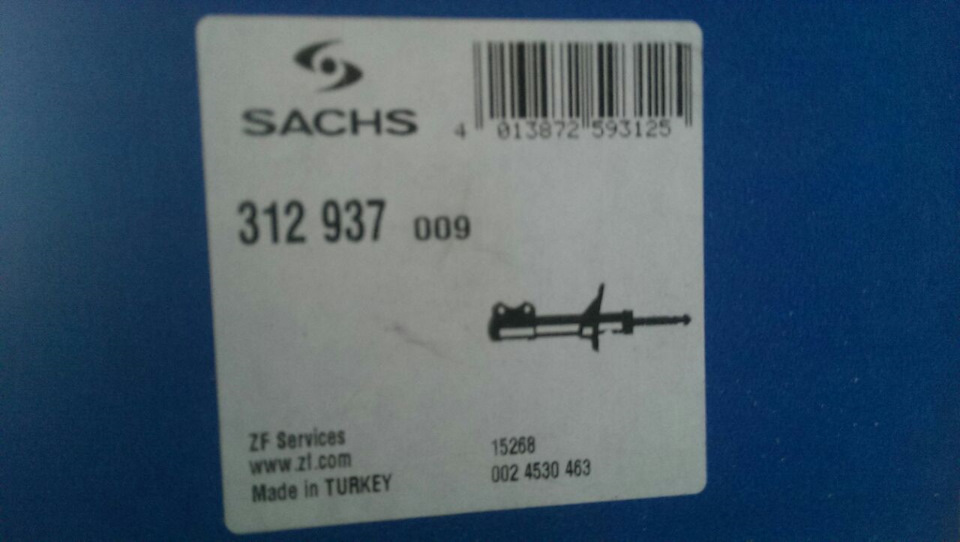 SACHS
4 013872 593125
312 937 009
ZF Services
www.zf.com
Made in TURKEY
15268
002 4530 463